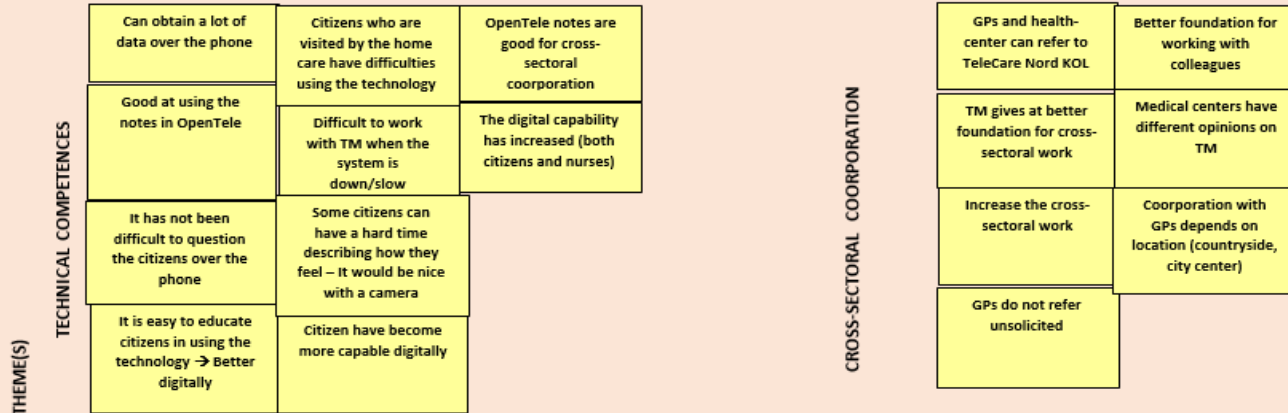 THEME(S)
TECHNICAL COMPETENCES
Can obtain a lot of
data over the phone
Good at using the
notes in OpenTele
It has not been
difficult to question
the citizens over the
phone
It is easy to educate
citizens in using the
technology → Better
digitally
Citizens who are
visited by the home
care have difficulties
using the technology
Difficult to work
with TM when the
system is
down/slow
Some citizens can
have a hard time
describing how they
feel – It would be nice
with a camera
Citizen have become
more capable digitally
OpenTele notes are
good for cross-
sectoral
coorporation
The digital capability
has increased (both
citizens and nurses)
CROSS-SECTORAL COORPORATION
GPs and health-
center can refer to
TeleCare Nord KOL
TM gives at better
foundation for cross-
sectoral work
Increase the cross-
sectoral work
GPs do not refer
unsolicited
Better foundation for
working with
colleagues
Medical centers have
different opinions on
TM
Coorporation with
GPs depends on
location (countryside,
city center)